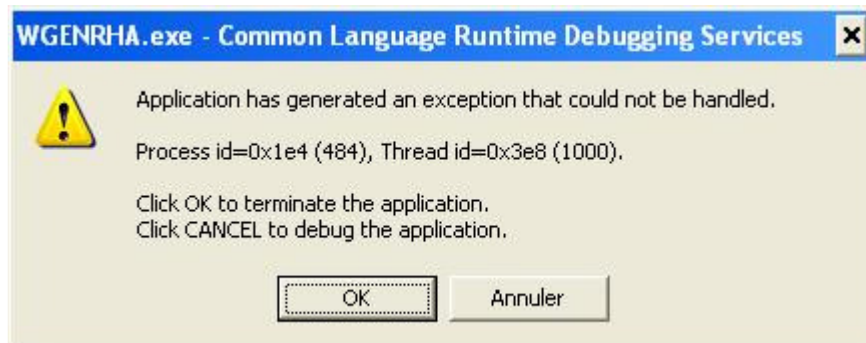 WGENRHA.exe - Common Language Runtime Debugging Services
Application has generated an exception that could not be handled.
Process id=0x1e4 (484), Thread id=0x3e8 (1000).
Click OK to terminate the application.
Click CANCEL to debug the application.
OK
Annuler